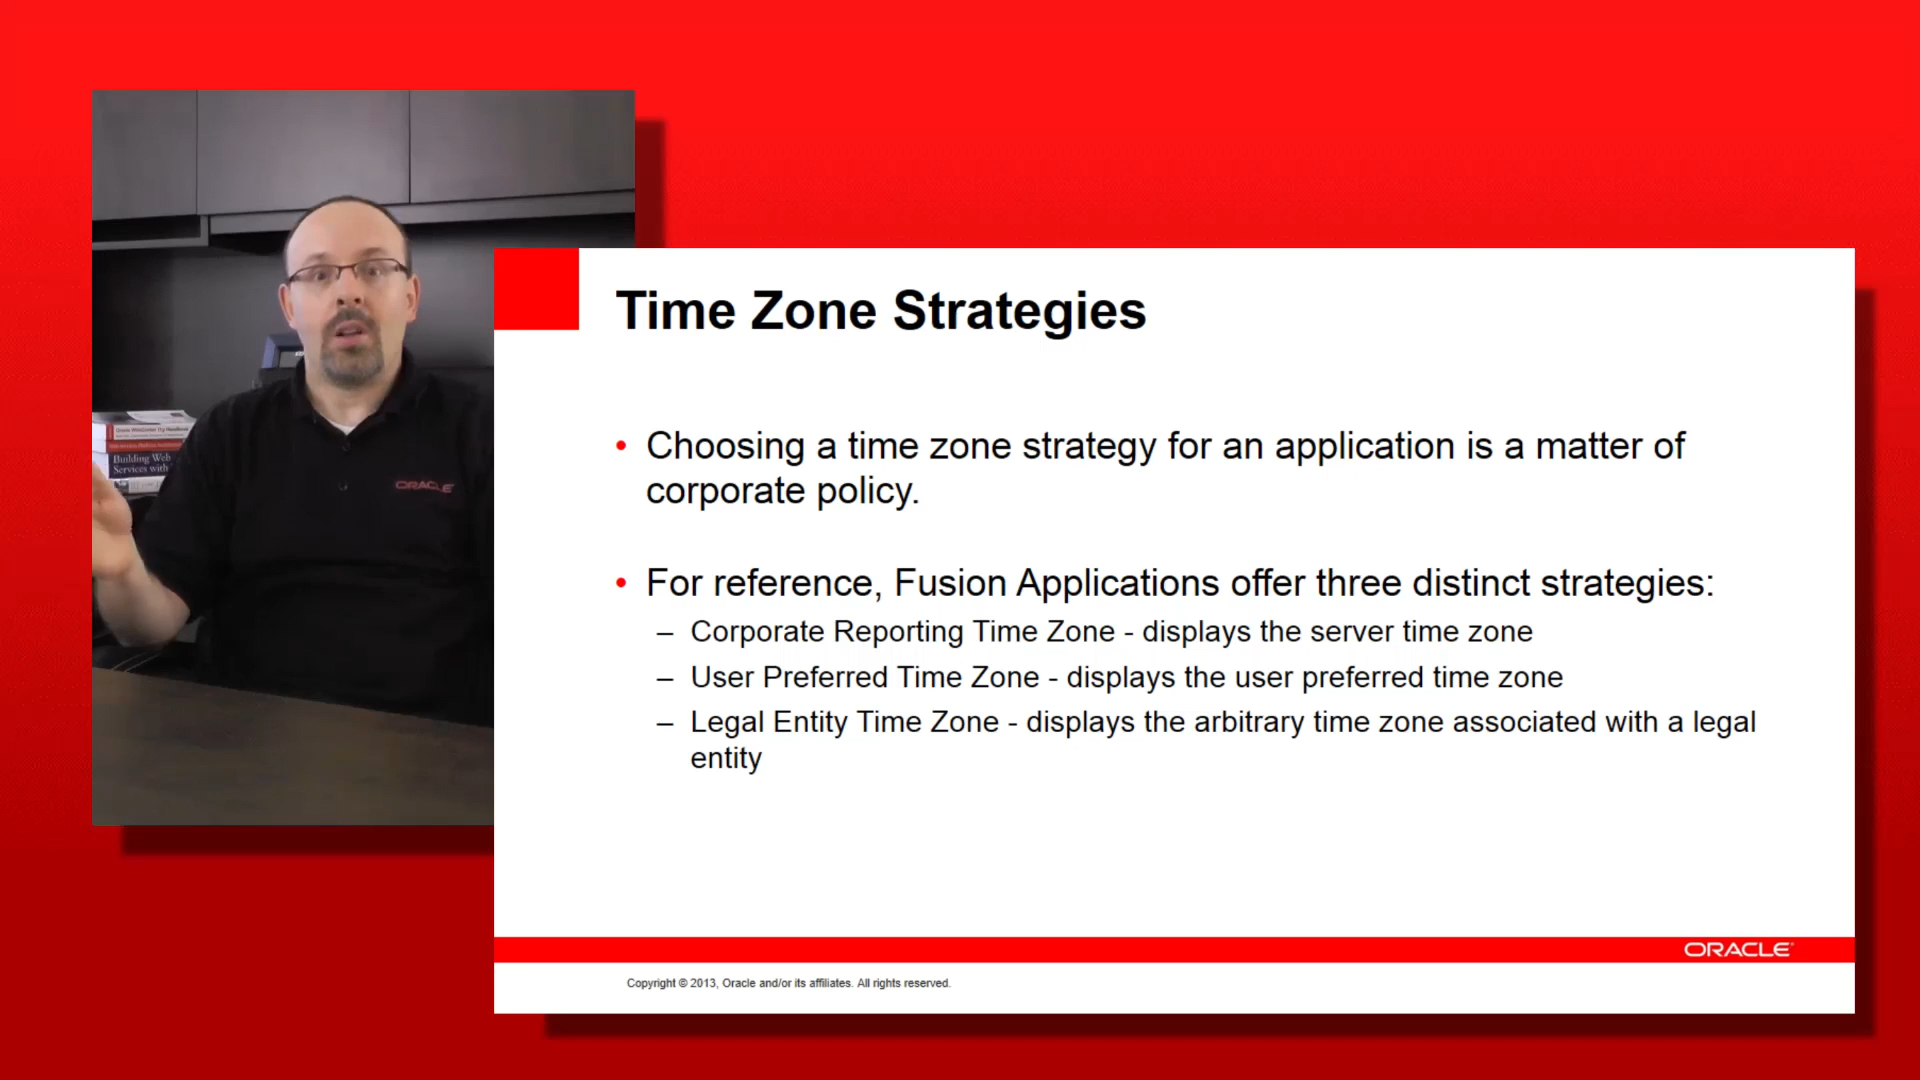 Time Zone Strategies
• Choosing a time zone strategy for an application is a matter of
corporate policy.
• For reference, Fusion Applications offer three distinct strategies:
– Corporate Reporting Time Zone - displays the server time zone
– User Preferred Time Zone - displays the user preferred time zone
– Legal Entity Time Zone - displays the arbitrary time zone associated with a legal
entity
ORACLE
Copyright © 2013, Oracle and/or its affiliates. All rights reserved.
ORACLE
Building Web
Services with